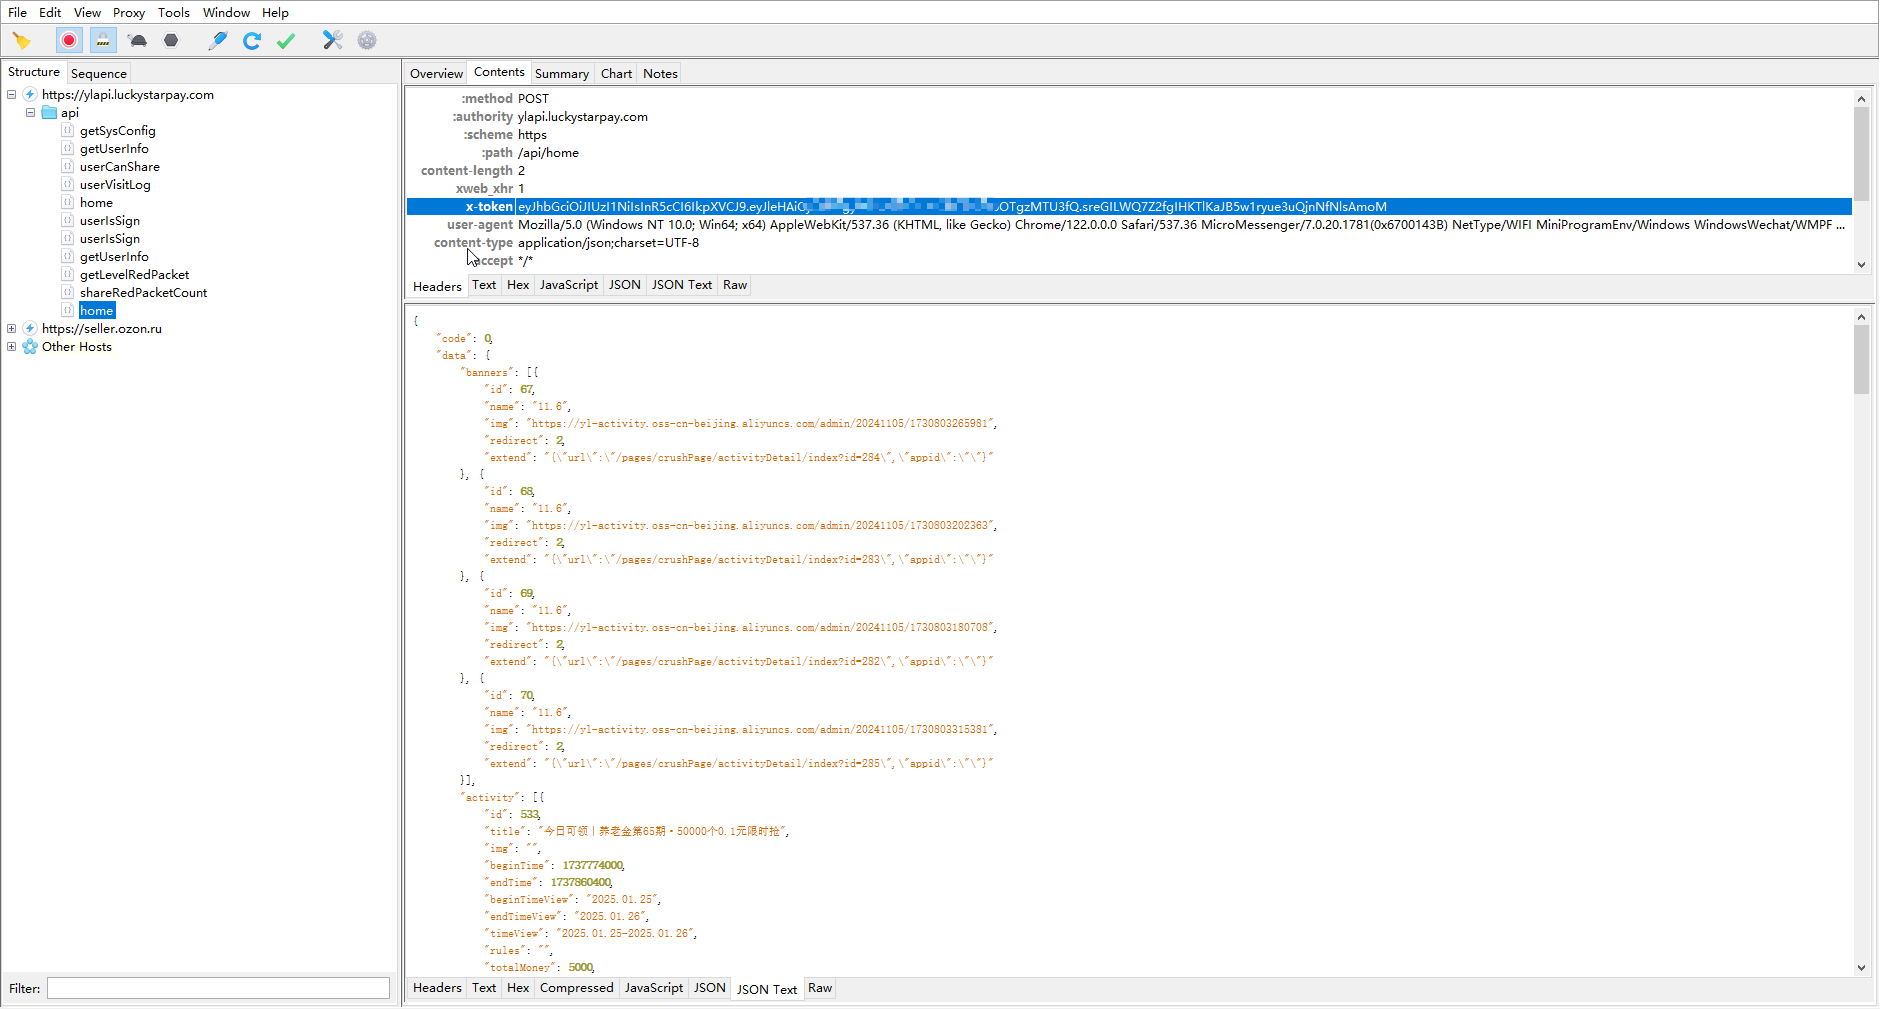 File Edit View Proxy Tools Window Help
Structure Sequence
https://ylapi.luckystarpay.com
api
getSysConfig
getUserInfo
userCanShare
userVisitLog
home
userIsSign
userIsSign
getUserInfo
getLevelRedPacket
shareRedPacketCount
home
https://seller.ozon.ru
Other Hosts
Filter:
Overview Contents Summary Chart Notes
:method POST
:authority ylapi.luckystarpay.com
:scheme https
:path /api/home
content-length 2
xweb_xhr 1
x-token
user-agent Mozilla/5.0 (Windows NT 10.0; Win64; x64) AppleWebKit/537.36 (KHTML, like Gecko) Chrome/122.0.0.0 Safari/537.36 MicroMessenger/7.0.20.1781(0x6700143B) NetType/WIFI MiniProgramEnv/Windows WindowsWechat/WMPF ...
content-type application/json;charset=UTF-8
accept */*
Headers Text Hex JavaScript JSON JSON Text Raw
{
"code": 0,
"data": {
"banners": [{
"id": 67,
"name": "11.6",
"img": "https://yl-activity.oss-cn-beijing.aliyuncs.com/admin/20241105/1730803265981",
"redirect": 2,
"extend": "{\"url\":\"/pages/crushPage/activityDetail/index?id=284\",\"appid\":\"\"}"
}, {
"id": 68,
"name": "11.6",
"img": "https://yl-activity.oss-cn-beijing.aliyuncs.com/admin/20241105/1730803202363",
"redirect": 2,
"extend": "{\"url\":\"/pages/crushPage/activityDetail/index?id=283\",\"appid\":\"\"}"
}, {
"id": 69,
"name": "11.6",
"img": "https://yl-activity.oss-cn-beijing.aliyuncs.com/admin/20241105/1730803180708",
"redirect": 2,
"extend": "{\"url\":\"/pages/crushPage/activityDetail/index?id=282\",\"appid\":\"\"}"
}, {
"id": 70,
"name": "11.6",
"img": "https://yl-activity.oss-cn-beijing.aliyuncs.com/admin/20241105/1730803315381",
"redirect": 2,
"extend": "{\"url\":\"/pages/crushPage/activityDetail/index?id=285\",\"appid\":\"\"}"
}],
"activity": [{
"id": 533,
"title": "今日可领丨养老金第65期·50000个0.1元限时抢",
"img": "",
"beginTime": 1737774000,
"endTime": 1737860400,
"beginTimeView": "2025.01.25",
"endTimeView": "2025.01.26",
"timeView": "2025.01.25-2025.01.26",
"rules": "",
"totalMoney": 5000,
Headers Text Hex Compressed JavaScript JSON JSON Text Raw